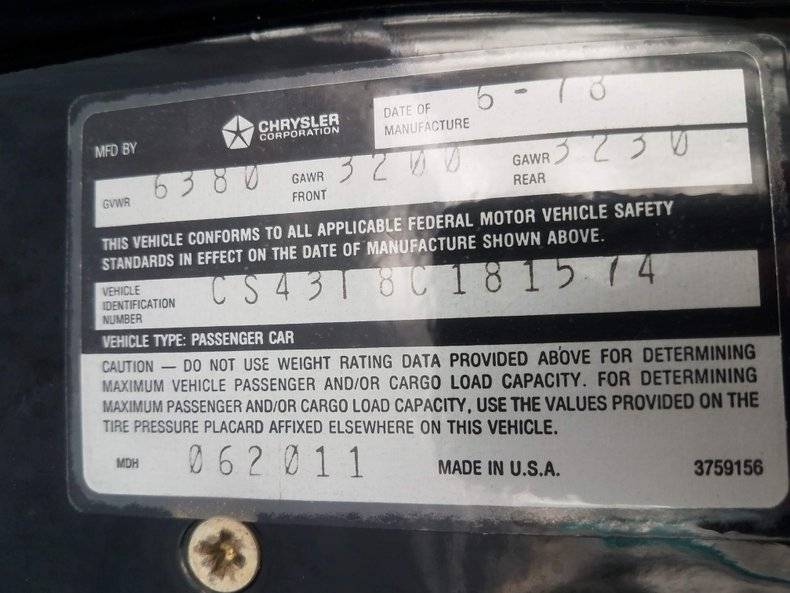 MFD BY
CHRYSLER
CORPORATION
DATE OF
MANUFACTURE
6-78
GVWR
6380
GAWR
FRONT
3200
GAWR
REAR
3230
THIS VEHICLE CONFORMS TO ALL APPLICABLE FEDERAL MOTOR VEHICLE SAFETY
STANDARDS IN EFFECT ON THE DATE OF MANUFACTURE SHOWN ABOVE.
VEHICLE
IDENTIFICATION
NUMBER
CS43T8C181574
VEHICLE TYPE: PASSENGER CAR
CAUTION — DO NOT USE WEIGHT RATING DATA PROVIDED ABOVE FOR DETERMINING
MAXIMUM VEHICLE PASSENGER AND/OR CARGO LOAD CAPACITY. FOR DETERMINING
MAXIMUM PASSENGER AND/OR CARGO LOAD CAPACITY, USE THE VALUES PROVIDED ON THE
TIRE PRESSURE PLACARD AFFIXED ELSEWHERE ON THIS VEHICLE.
MDH
062011
MADE IN U.S.A.
3759156